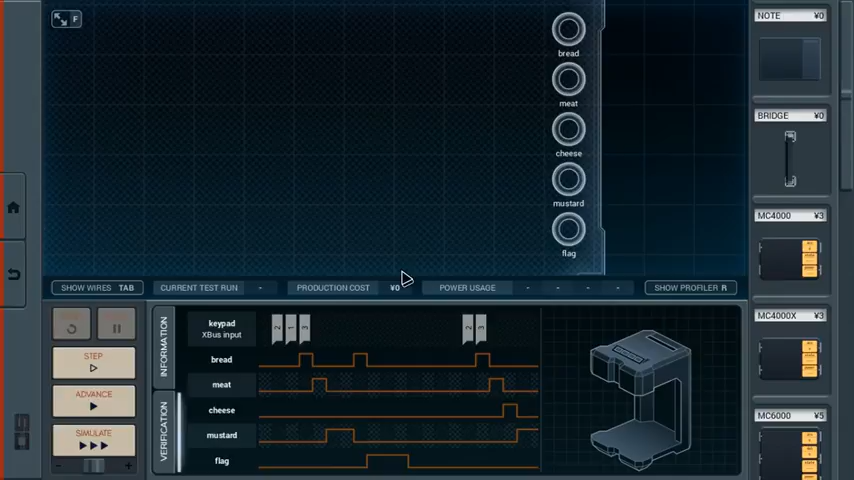 F
bread
meat
cheese
mustard
flag
NOTE ¥0
BRIDGE ¥0
MC4000 ¥3
MC4000X ¥3
MC6000 ¥5
SHOW WIRES TAB
CURRENT TEST RUN -
PRODUCTION COST ¥0
POWER USAGE - - - -
SHOW PROFILER R
STEP
ADVANCE
SIMULATE
- +
INFORMATION
VERIFICATION
keypad
XBus input
2 1 3 2 3
bread
meat
cheese
mustard
flag